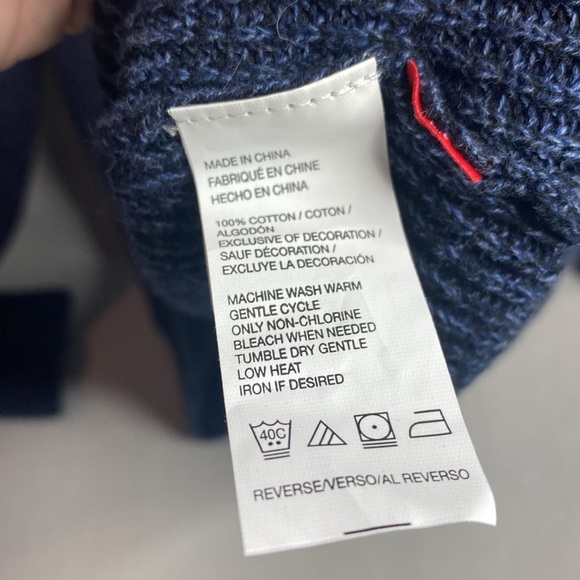 MADE IN CHINA
FABRIQUÉ EN CHINE
HECHO EN CHINA
100% COTTON / COTON /
ALGODÓN
EXCLUSIVE OF DECORATION /
SAUF DÉCORATION /
EXCLUYE LA DECORACIÓN
MACHINE WASH WARM
GENTLE CYCLE
ONLY NON-CHLORINE
BLEACH WHEN NEEDED
TUMBLE DRY GENTLE
LOW HEAT
IRON IF DESIRED
40C
REVERSE/VERSO/AL REVERSO